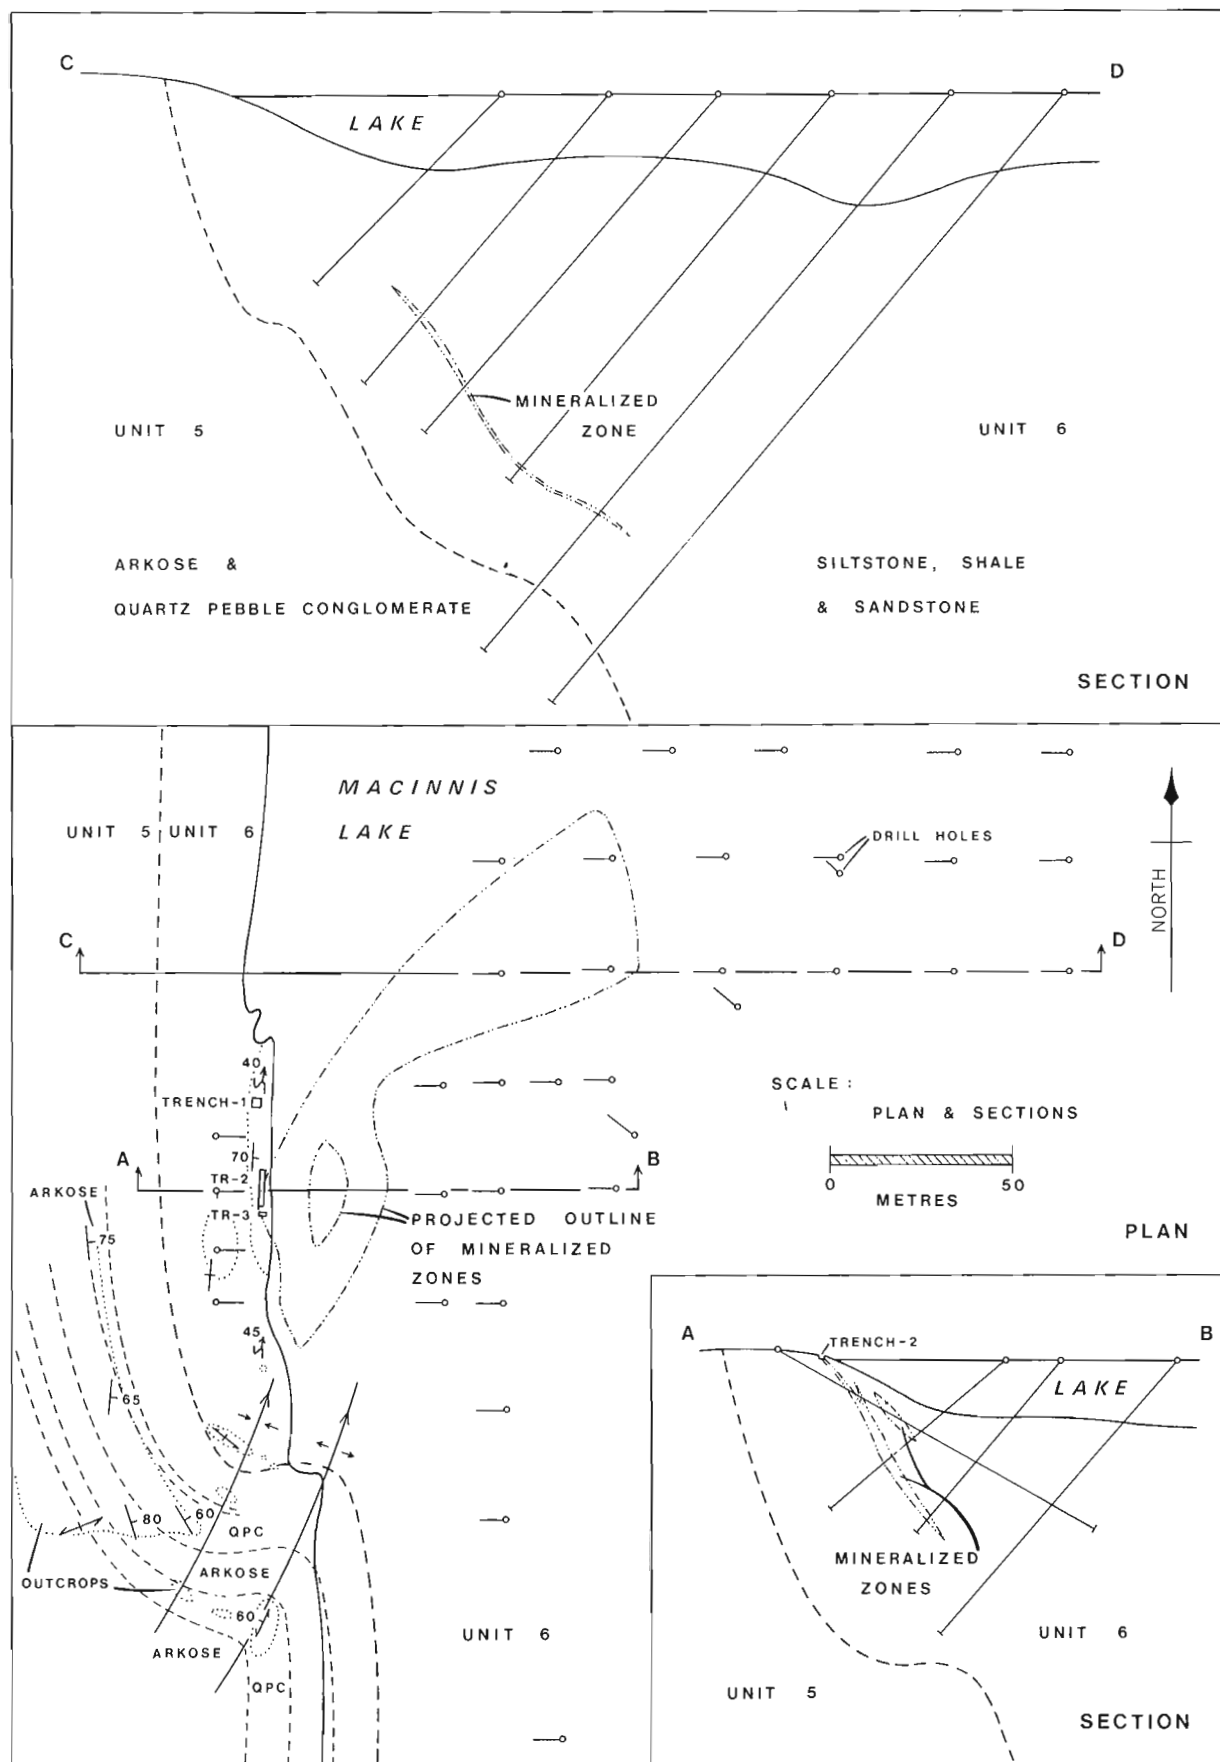 C
D
LAKE
MINERALIZED
ZONE
UNIT 5
UNIT 6
ARKOSE &
QUARTZ PEBBLE CONGLOMERATE
SILTSTONE, SHALE
& SANDSTONE
SECTION
MACINNIS
LAKE
UNIT 5
UNIT 6
DRILL HOLES
NORTH
C
D
40
TRENCH-1
SCALE:
PLAN & SECTIONS
0
50
METRES
PLAN
A
B
70
TR-2
TR-3
ARKOSE
75
PROJECTED OUTLINE
OF MINERALIZED
ZONES
45
65
80
60
QPC
ARKOSE
OUTCROPS
60
ARKOSE
QPC
UNIT 6
A
B
TRENCH-2
LAKE
MINERALIZED
ZONES
UNIT 6
UNIT 5
SECTION